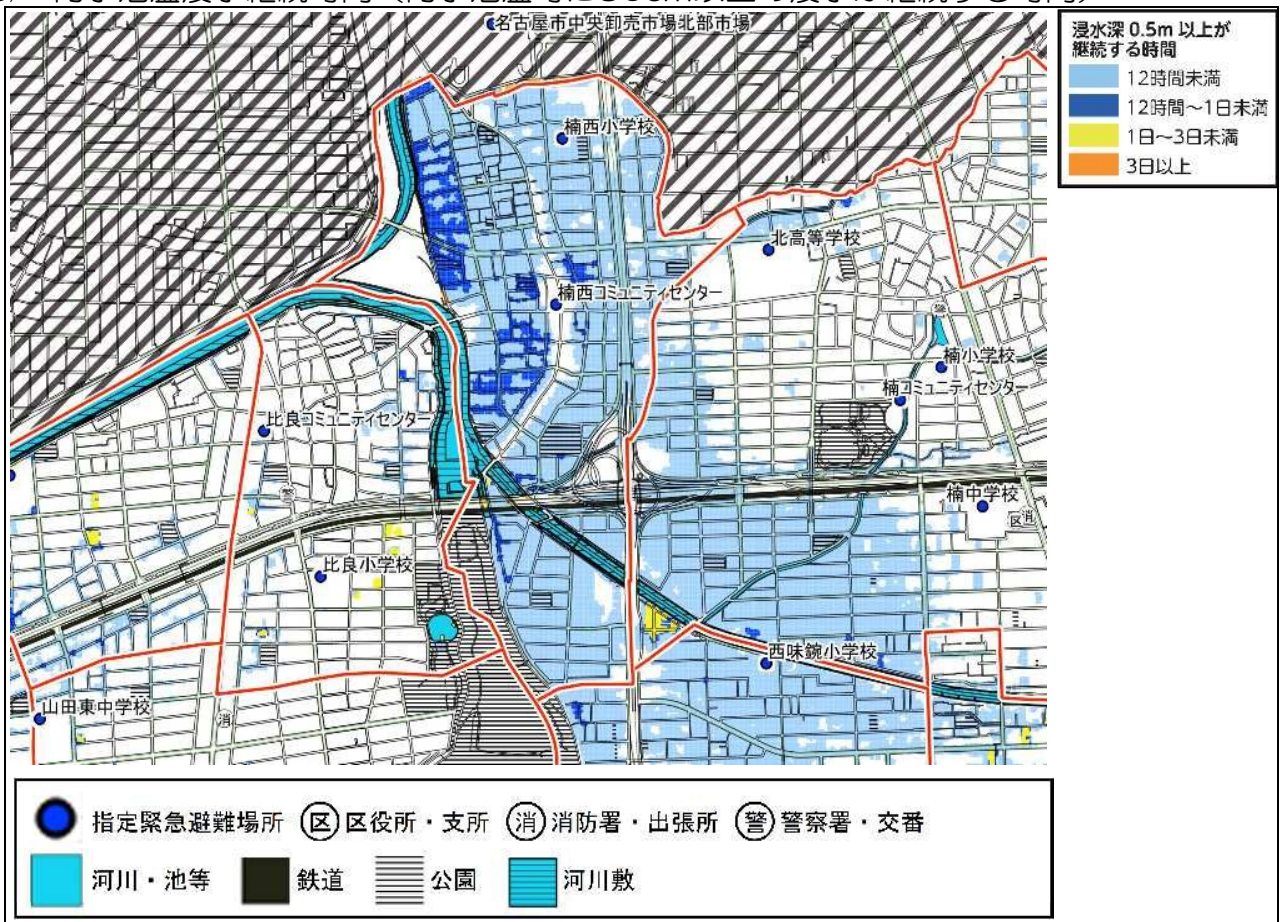 名古屋市中央卸売市場北部市場
浸水深 0.5m 以上が
継続する時間
12時間未満
12時間～1日未満
1日～3日未満
3日以上
楠西小学校
北高等学校
楠西コミュニティセンター
警
楠小学校
楠コミュニティセンター
比良コミュニティセンター
警
楠中学校
区
消
比良小学校
西味鋺小学校
山田東中学校
消
指定緊急避難場所 区 区役所・支所 消 消防署・出張所 警 警察署・交番
河川・池等 鉄道 公園 河川敷